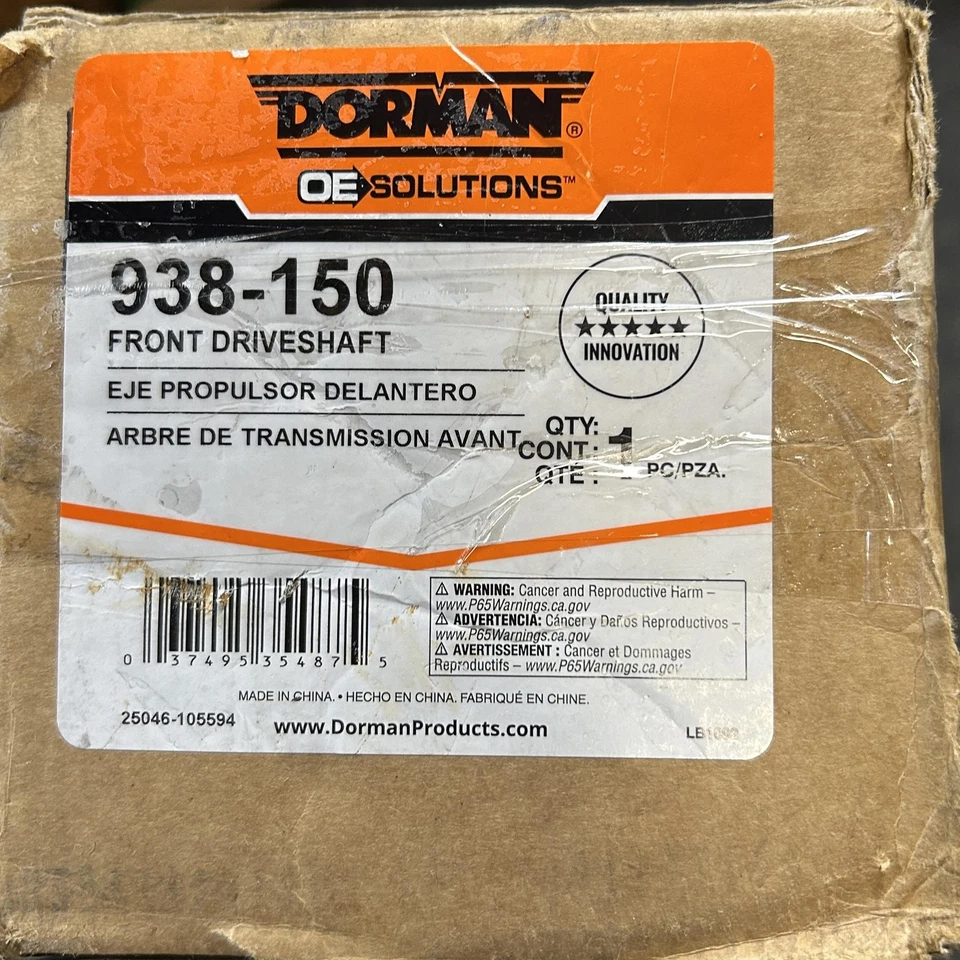 DORMAN®
OE SOLUTIONS™
938-150
FRONT DRIVESHAFT
EJE PROPULSOR DELANTERO
ARBRE DE TRANSMISSION AVANT
QUALITY
INNOVATION
QTY:
CONT.:
QTÉ :
1
PC/PZA.
⚠ WARNING: Cancer and Reproductive Harm –
www.P65Warnings.ca.gov
⚠ ADVERTENCIA: Cáncer y Daños Reproductivos –
www.P65Warnings.ca.gov
⚠ AVERTISSEMENT : Cancer et Dommages
Reproductifs – www.P65Warnings.ca.gov
0 37495 35487 5
MADE IN CHINA. • HECHO EN CHINA. FABRIQUÉ EN CHINE.
25046-105594
www.DormanProducts.com